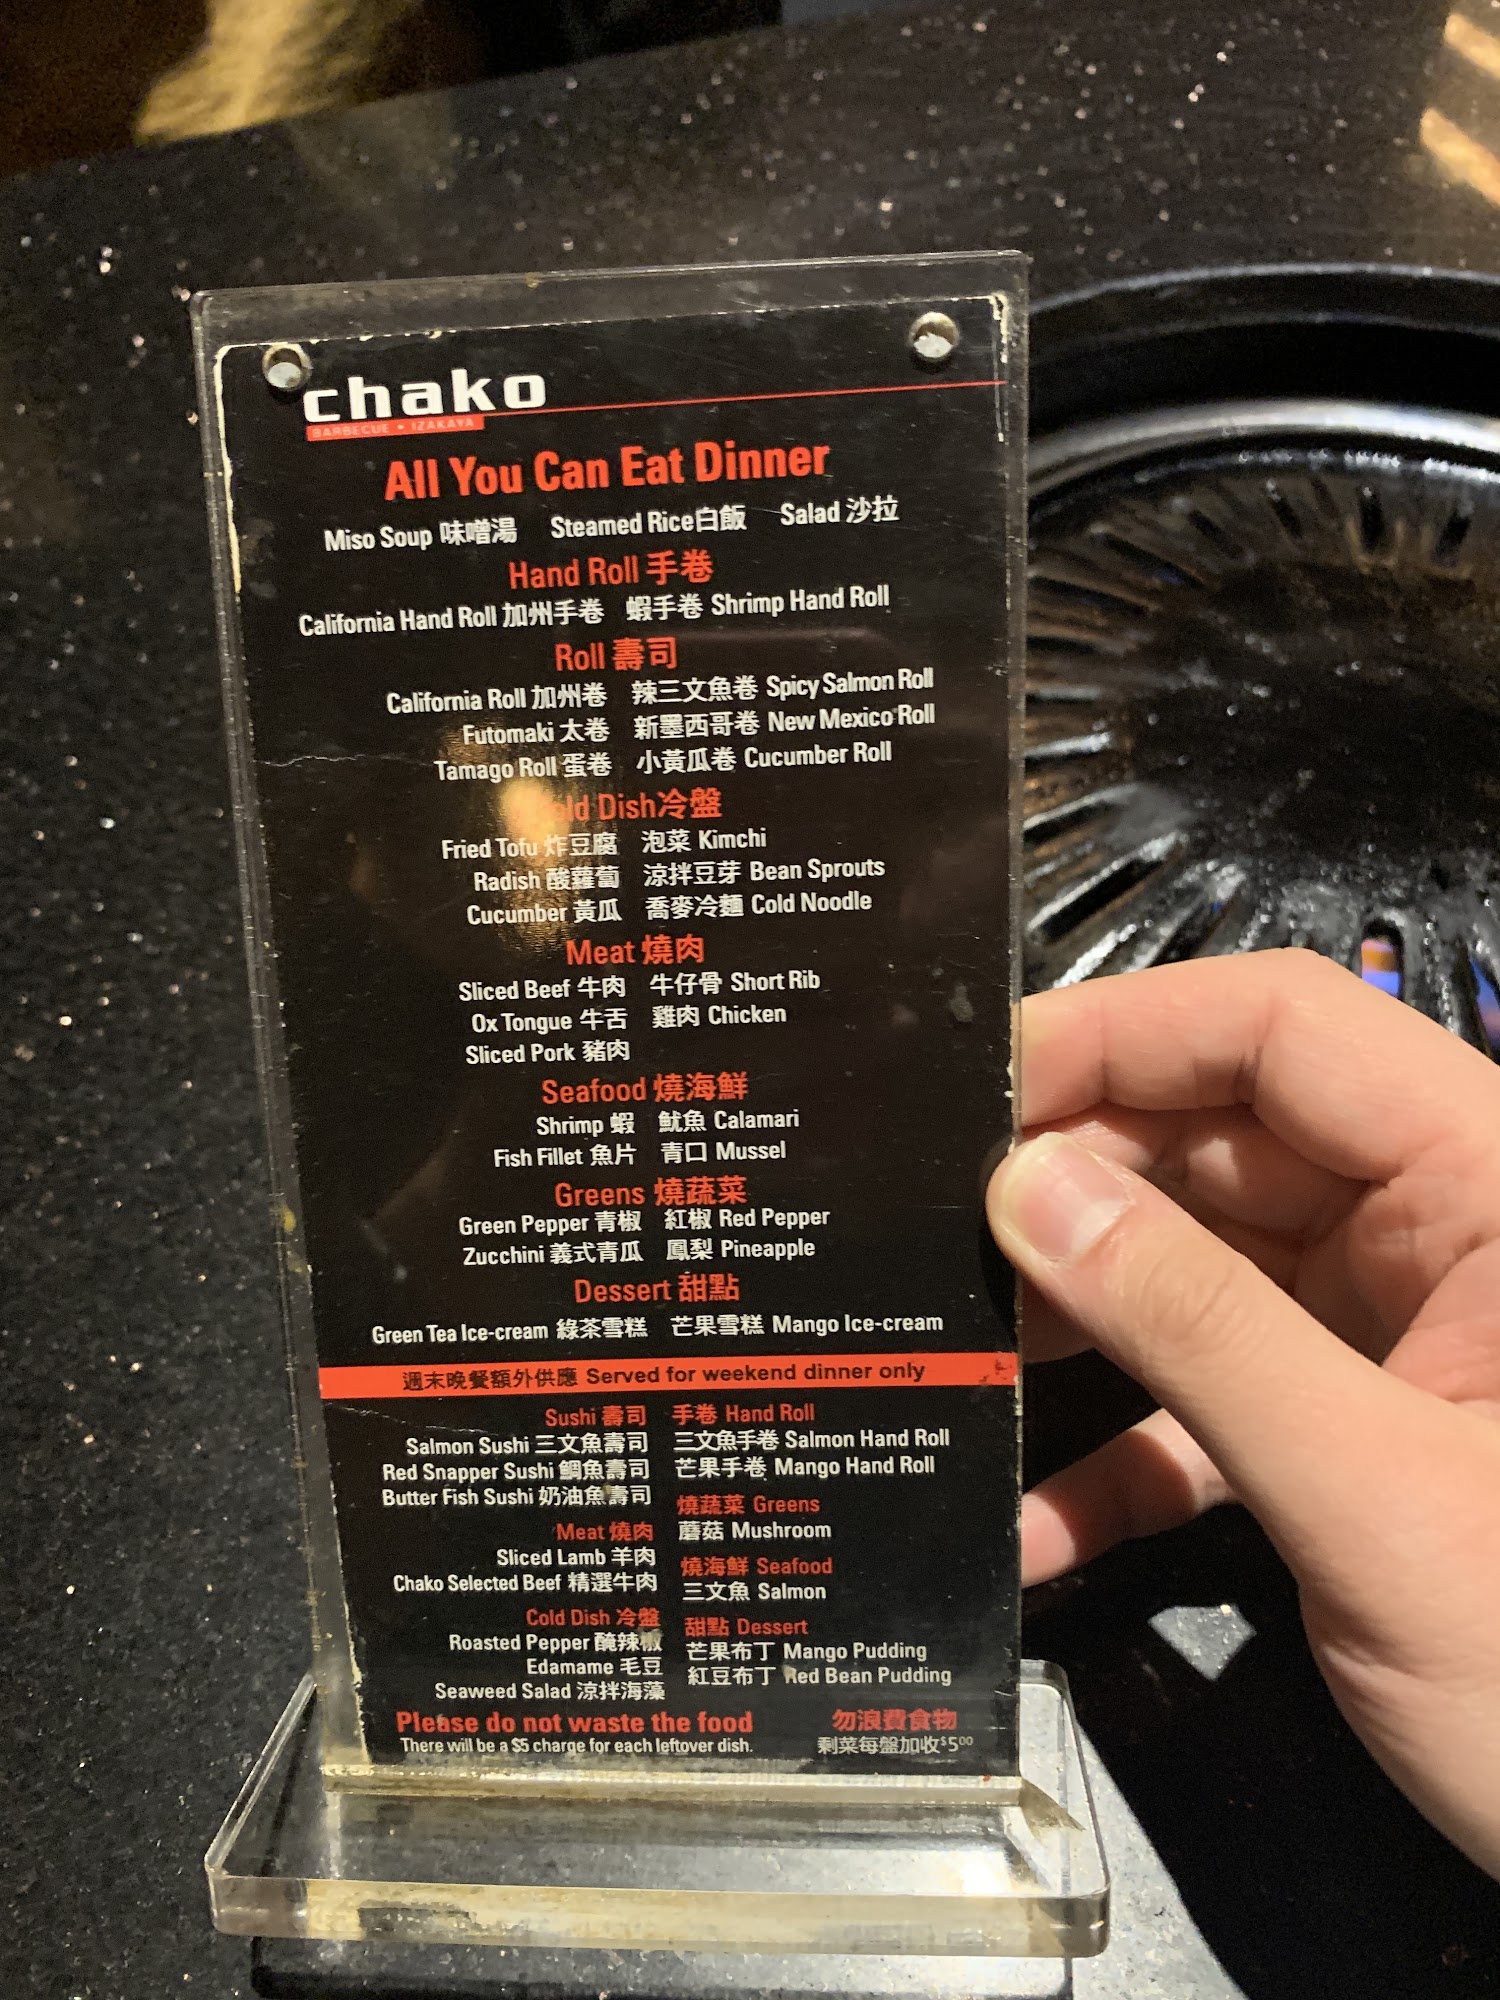 chako
BARBECUE • IZAKAYA
All You Can Eat Dinner
Miso Soup 味噌湯 Steamed Rice白飯 Salad 沙拉
Hand Roll 手卷
California Hand Roll 加州手卷 蝦手卷 Shrimp Hand Roll
Roll 壽司
California Roll 加州卷 辣三文魚卷 Spicy Salmon Roll
Futomaki 太卷 新墨西哥卷 New Mexico Roll
Tamago Roll 蛋卷 小黃瓜卷 Cucumber Roll
Cold Dish冷盤
Fried Tofu 炸豆腐 泡菜 Kimchi
Radish 酸蘿蔔 涼拌豆芽 Bean Sprouts
Cucumber 黃瓜 喬麥冷麵 Cold Noodle
Meat 燒肉
Sliced Beef 牛肉 牛仔骨 Short Rib
Ox Tongue 牛舌 雞肉 Chicken
Sliced Pork 豬肉
Seafood 燒海鮮
Shrimp 蝦 魷魚 Calamari
Fish Fillet 魚片 青口 Mussel
Greens 燒蔬菜
Green Pepper 青椒 紅椒 Red Pepper
Zucchini 義式青瓜 鳳梨 Pineapple
Dessert 甜點
Green Tea Ice-cream 綠茶雪糕 芒果雪糕 Mango Ice-cream
週末晚餐額外供應 Served for weekend dinner only
Sushi 壽司 手卷 Hand Roll
Salmon Sushi 三文魚壽司 三文魚手卷 Salmon Hand Roll
Red Snapper Sushi 鯛魚壽司 芒果手卷 Mango Hand Roll
Butter Fish Sushi 奶油魚壽司
燒蔬菜 Greens
Meat 燒肉 蘑菇 Mushroom
Sliced Lamb 羊肉
燒海鮮 Seafood
Chako Selected Beef 精選牛肉 三文魚 Salmon
Cold Dish 冷盤 甜點 Dessert
Roasted Pepper 醃辣椒 芒果布丁 Mango Pudding
Edamame 毛豆 紅豆布丁 Red Bean Pudding
Seaweed Salad 涼拌海藻
Please do not waste the food 勿浪費食物
There will be a $5 charge for each leftover dish. 剩菜每盤加收$5.00